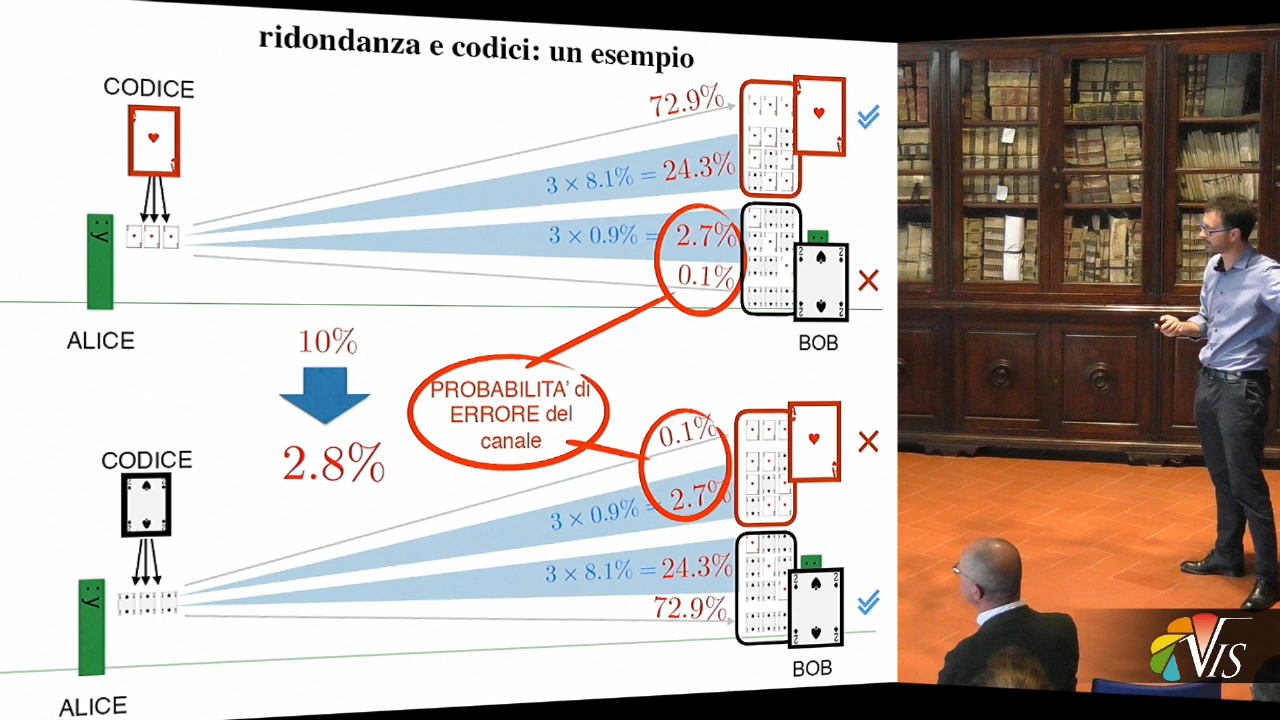 ridondanza e codici: un esempio
CODICE
72.9%
3 × 8.1% = 24.3%
3 × 0.9% = 2.7%
0.1%
:y
ALICE
BOB
10%
2.8%
PROBABILITA' di
ERRORE del
canale
CODICE
0.1%
3 × 0.9% = 2.7%
3 × 8.1% = 24.3%
72.9%
:y
ALICE
BOB
VIS